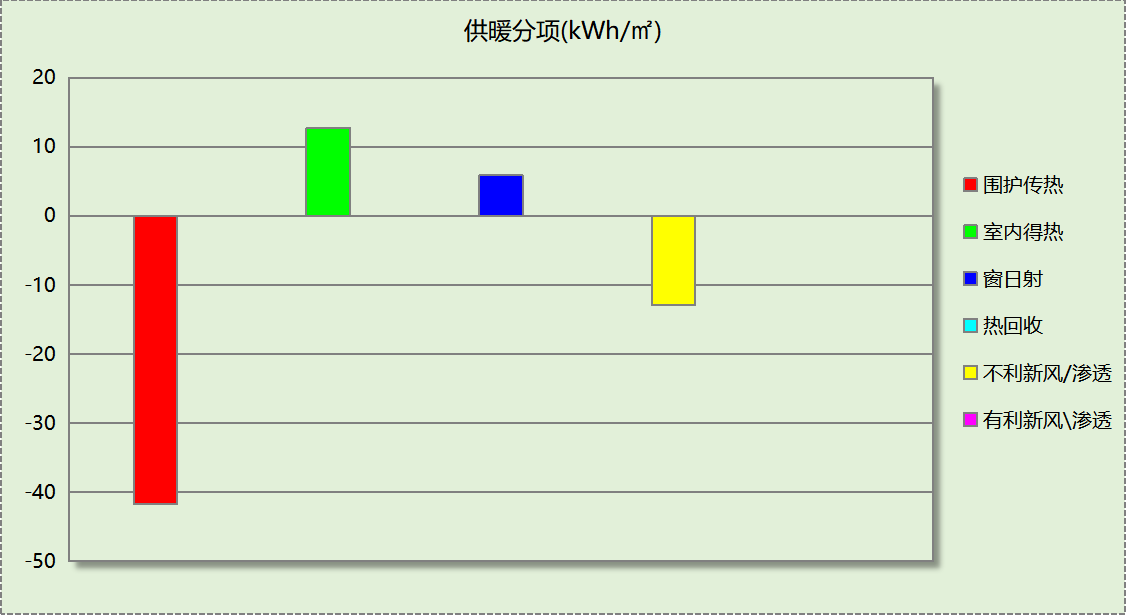 供暖分项(kWh/㎡)
20
10
0
-10
-20
-30
-40
-50
围护传热
室内得热
窗日射
热回收
不利新风/渗透
有利新风\渗透